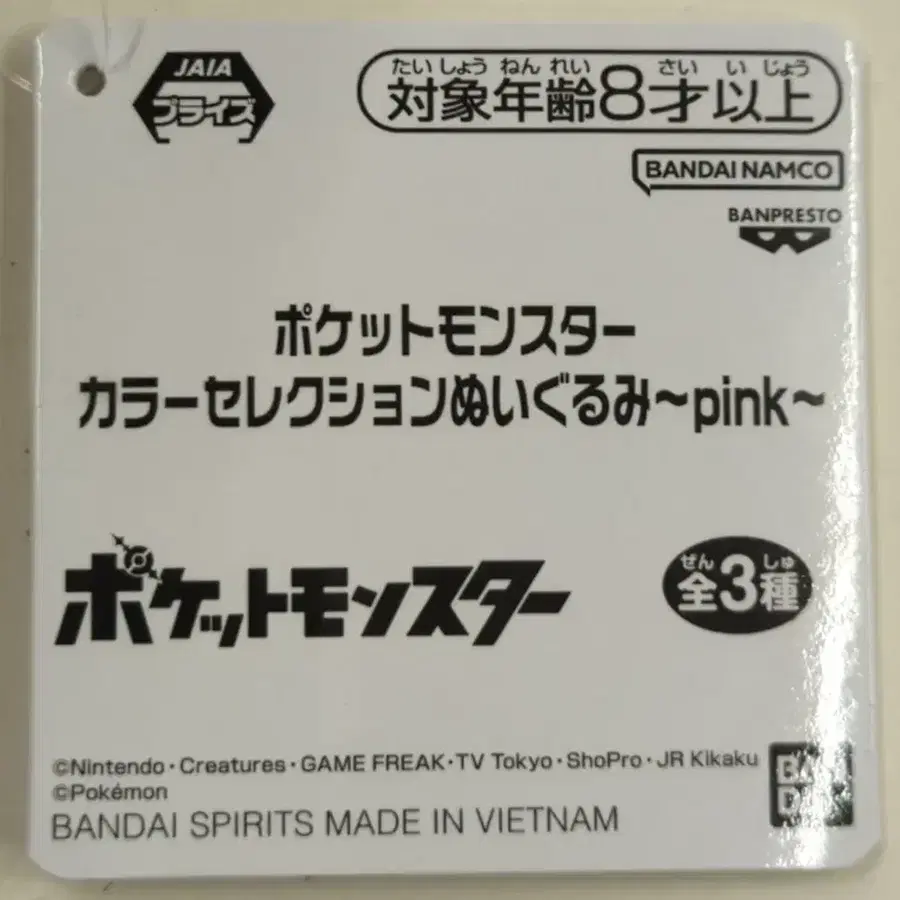 JAIA
プライズ
たいしょう ねんれい さい いじょう
対象年齢8才以上
BANDAI NAMCO
BANPRESTO
ポケットモンスター
カラーセレクションぬいぐるみ~pink~
ポケットモンスター
ぜん しゅ
全3種
©Nintendo・Creatures・GAME FREAK・TV Tokyo・ShoPro・JR Kikaku
©Pokémon
BANDAI SPIRITS MADE IN VIETNAM